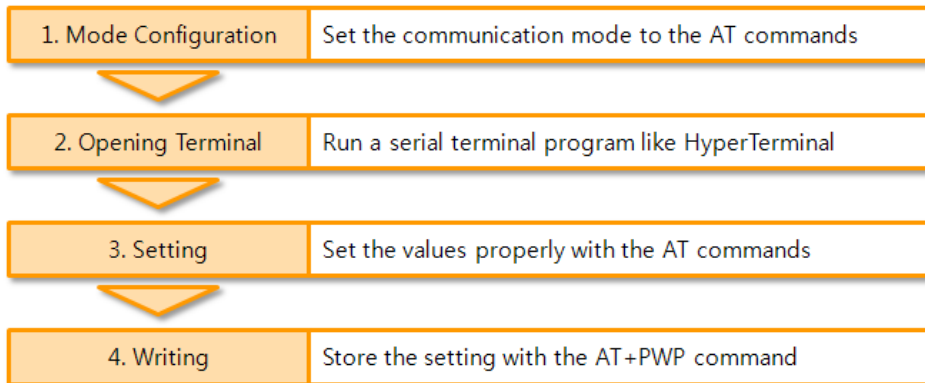 1. Mode Configuration
Set the communication mode to the AT commands
2. Opening Terminal
Run a serial terminal program like HyperTerminal
3. Setting
Set the values properly with the AT commands
4. Writing
Store the setting with the AT+PWP command